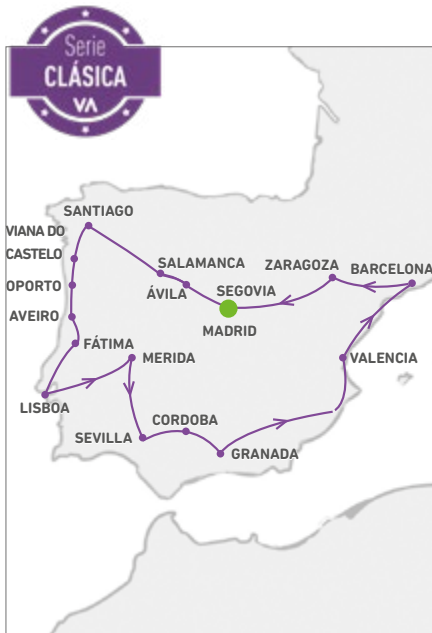 Serie
CLÁSICA
VA
SANTIAGO
VIANA DO
CASTELO
SALAMANCA
ZARAGOZA
BARCELONA
OPORTO
ÁVILA
SEGOVIA
AVEIRO
MADRID
FÁTIMA
MERIDA
VALENCIA
LISBOA
CORDOBA
SEVILLA
GRANADA